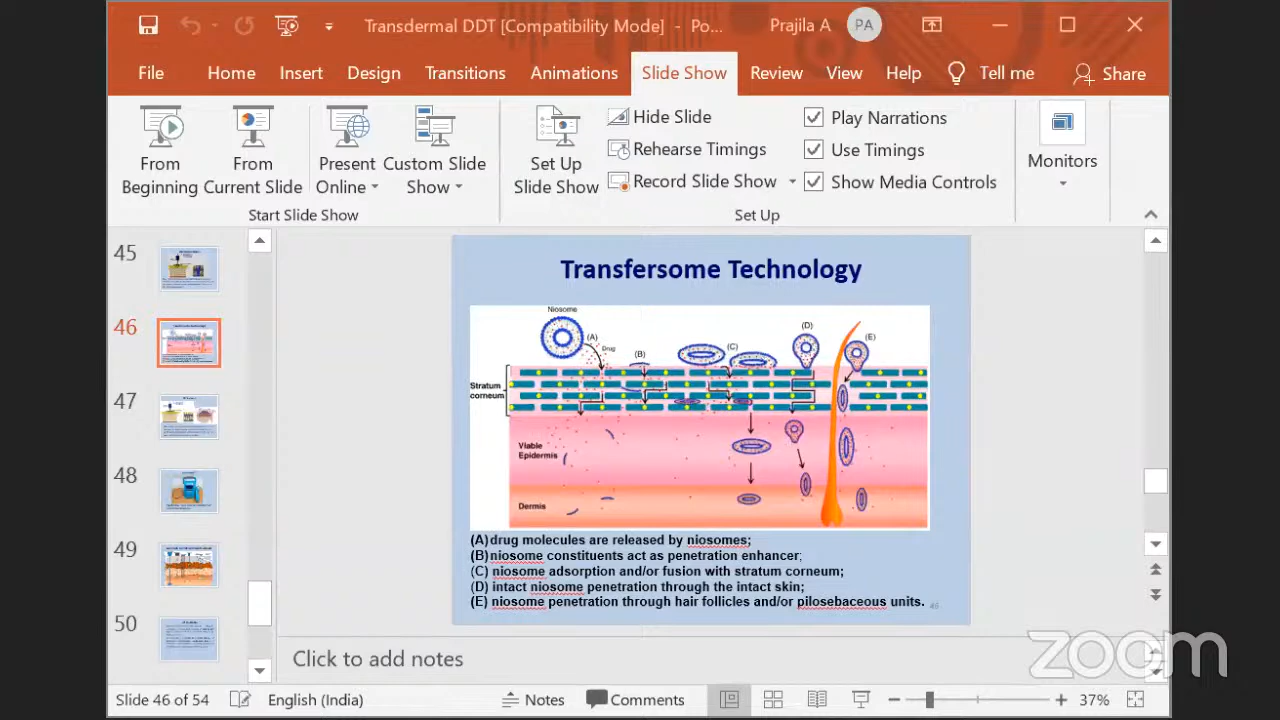 Transdermal DDT [Compatibility Mode] - Po...
Prajila A
PA
File
Home
Insert
Design
Transitions
Animations
Slide Show
Review
View
Help
Tell me
Share
From
Beginning
From
Current Slide
Present
Online
Custom Slide
Show
Start Slide Show
Set Up
Slide Show
Hide Slide
Rehearse Timings
Record Slide Show
Play Narrations
Use Timings
Show Media Controls
Set Up
Monitors
45
46
47
48
49
50
Transfersome Technology
Niosome
(A)
Drug
(B)
(C)
(D)
(E)
Stratum
corneum
Viable
Epidermis
Dermis
(A) drug molecules are released by niosomes;
(B) niosome constituents act as penetration enhancer;
(C) niosome adsorption and/or fusion with stratum corneum;
(D) intact niosome penetration through the intact skin;
(E) niosome penetration through hair follicles and/or pilosebaceous units.
46
Click to add notes
zoom
Slide 46 of 54
English (India)
Notes
Comments
37%